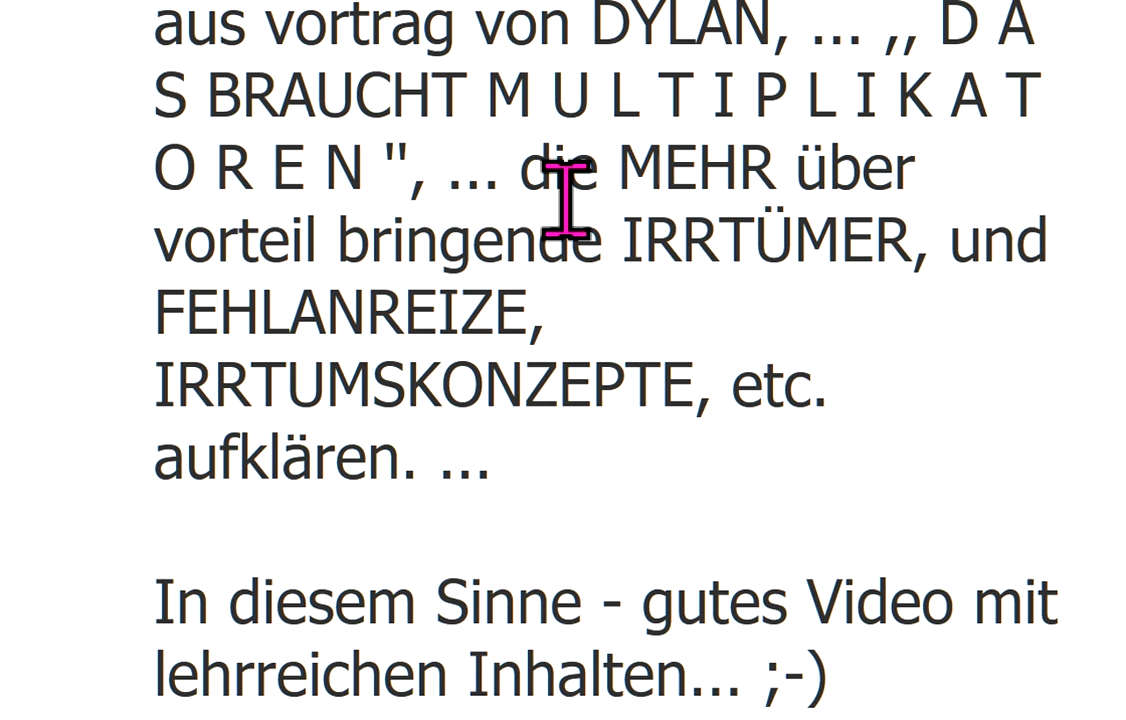 aus vortrag von DYLAN, ... ,, D A
S BRAUCHT M U L T I P L I K A T
O R E N ", ... die MEHR über
vorteil bringende IRRTÜMER, und
FEHLANREIZE,
IRRTUMSKONZEPTE, etc.
aufklären. ...
In diesem Sinne - gutes Video mit
lehrreichen Inhalten... ;-)